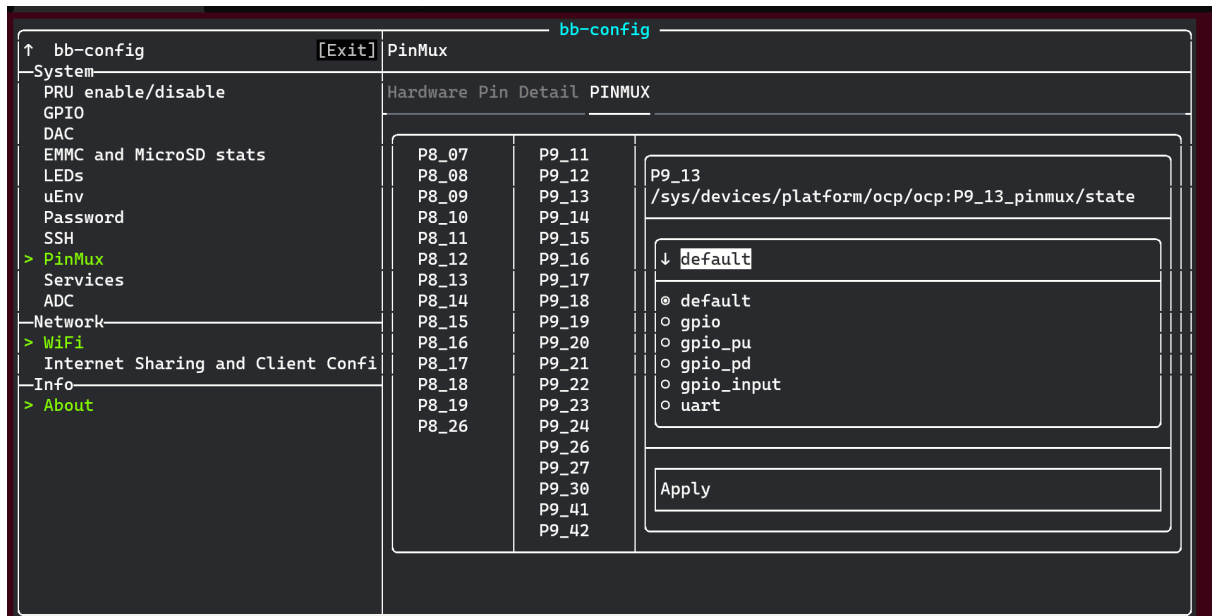 bb-config
↑ bb-config [Exit]
System
PRU enable/disable
GPIO
DAC
EMMC and MicroSD stats
LEDs
uEnv
Password
SSH
> PinMux
Services
ADC
Network
> WiFi
Internet Sharing and Client Confi
Info
> About
PinMux
Hardware Pin Detail PINMUX
P8_07
P8_08
P8_09
P8_10
P8_11
P8_12
P8_13
P8_14
P8_15
P8_16
P8_17
P8_18
P8_19
P8_26
P9_11
P9_12
P9_13
P9_14
P9_15
P9_16
P9_17
P9_18
P9_19
P9_20
P9_21
P9_22
P9_23
P9_24
P9_26
P9_27
P9_30
P9_41
P9_42
P9_13
/sys/devices/platform/ocp/ocp:P9_13_pinmux/state
↓ default
default
gpio
gpio_pu
gpio_pd
gpio_input
uart
Apply